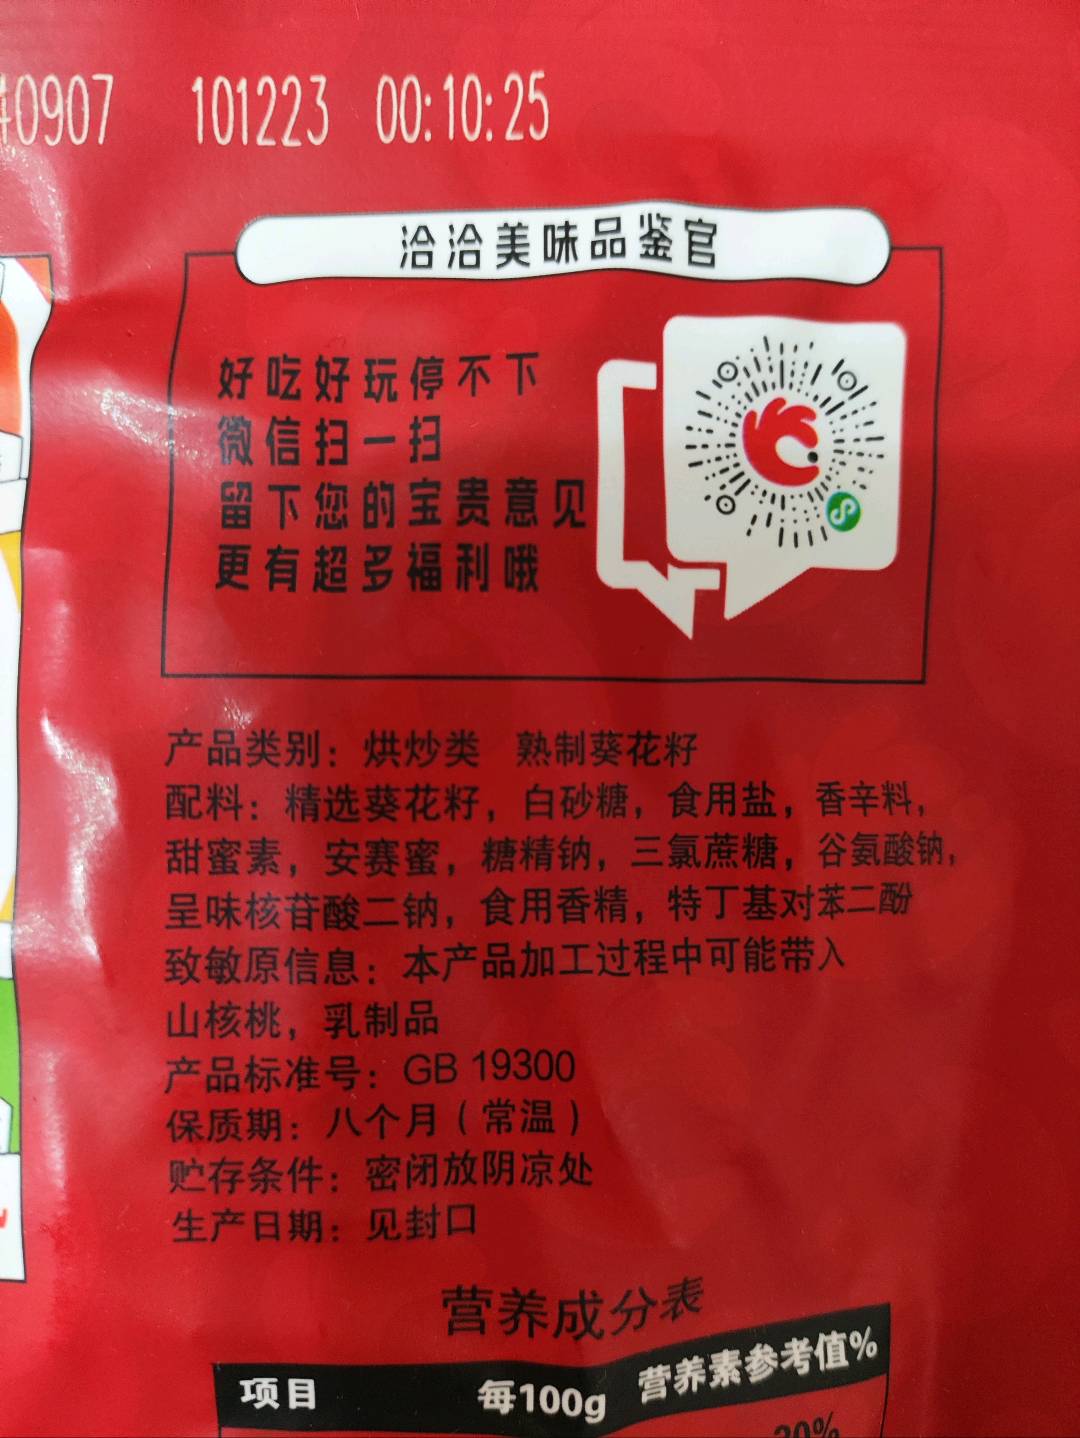 40907 101223 00:10:25
洽洽美味品鉴官
好吃好玩停不下
微信扫一扫
留下您的宝贵意见
更有超多福利哦
产品类别：烘炒类 熟制葵花籽
配料：精选葵花籽，白砂糖，食用盐，香辛料，
甜蜜素，安赛蜜，糖精钠，三氯蔗糖，谷氨酸钠，
呈味核苷酸二钠，食用香精，特丁基对苯二酚
致敏原信息：本产品加工过程中可能带入
山核桃，乳制品
产品标准号：GB 19300
保质期：八个月（常温）
贮存条件：密闭放阴凉处
生产日期：见封口
营养成分表
项目 每100g 营养素参考值%